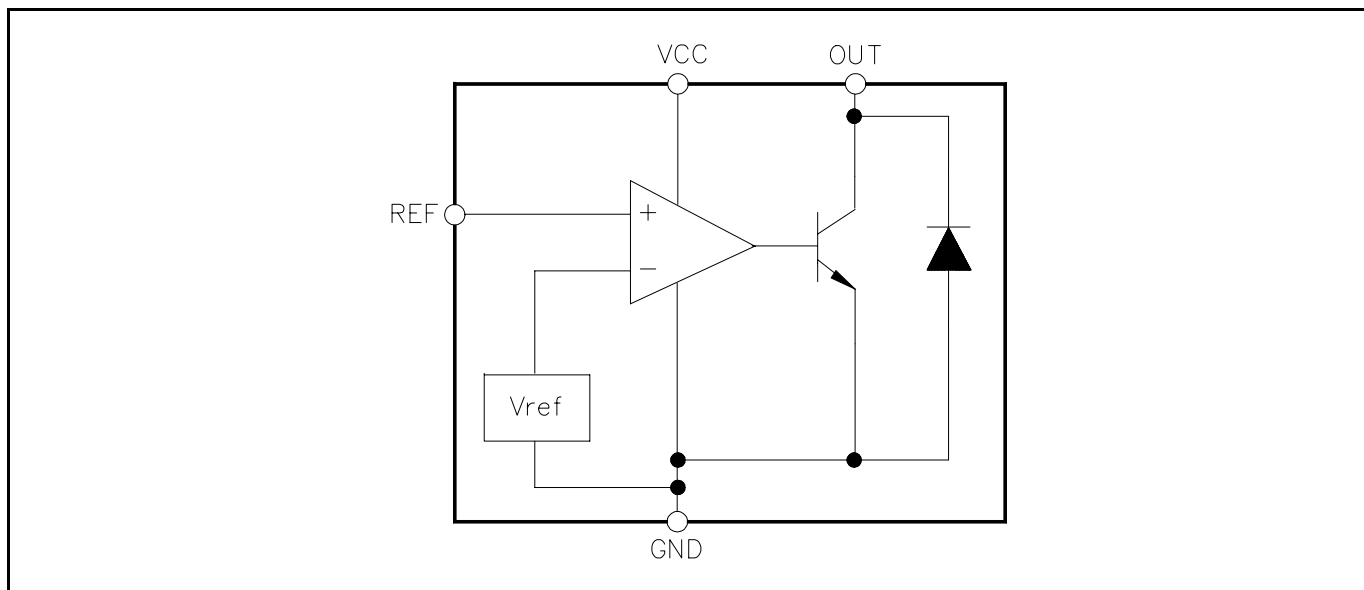 VCC
OUT
REF
+
−
Vref
GND